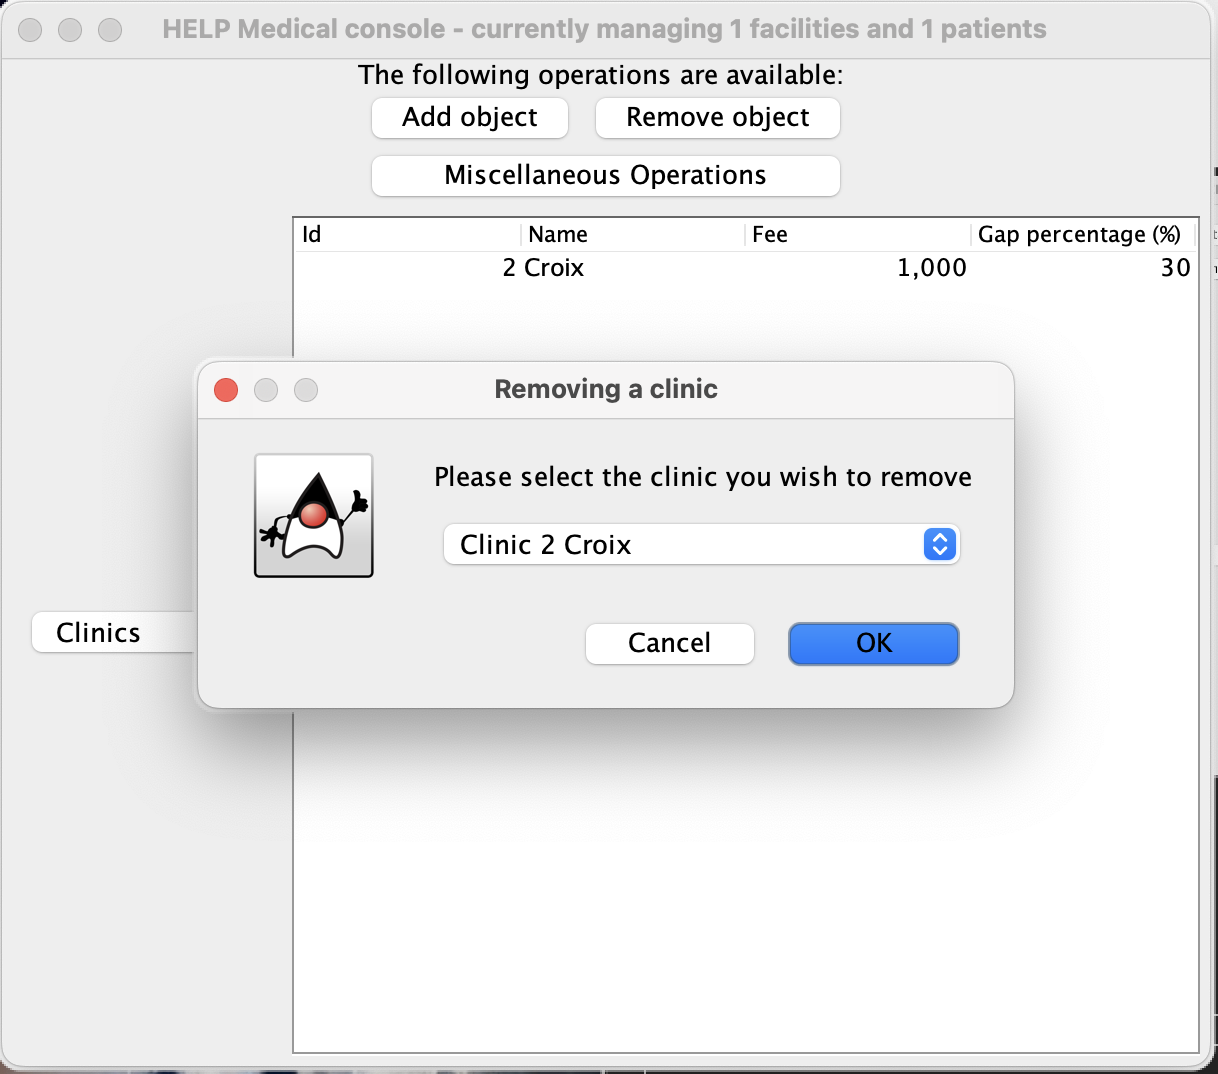 HELP Medical console - currently managing 1 facilities and 1 patients
The following operations are available:
Add object Remove object
Miscellaneous Operations
Id Name Fee Gap percentage (%)
2 Croix 1,000 30
Removing a clinic
Please select the clinic you wish to remove
Clinic 2 Croix
Clinics
Cancel OK